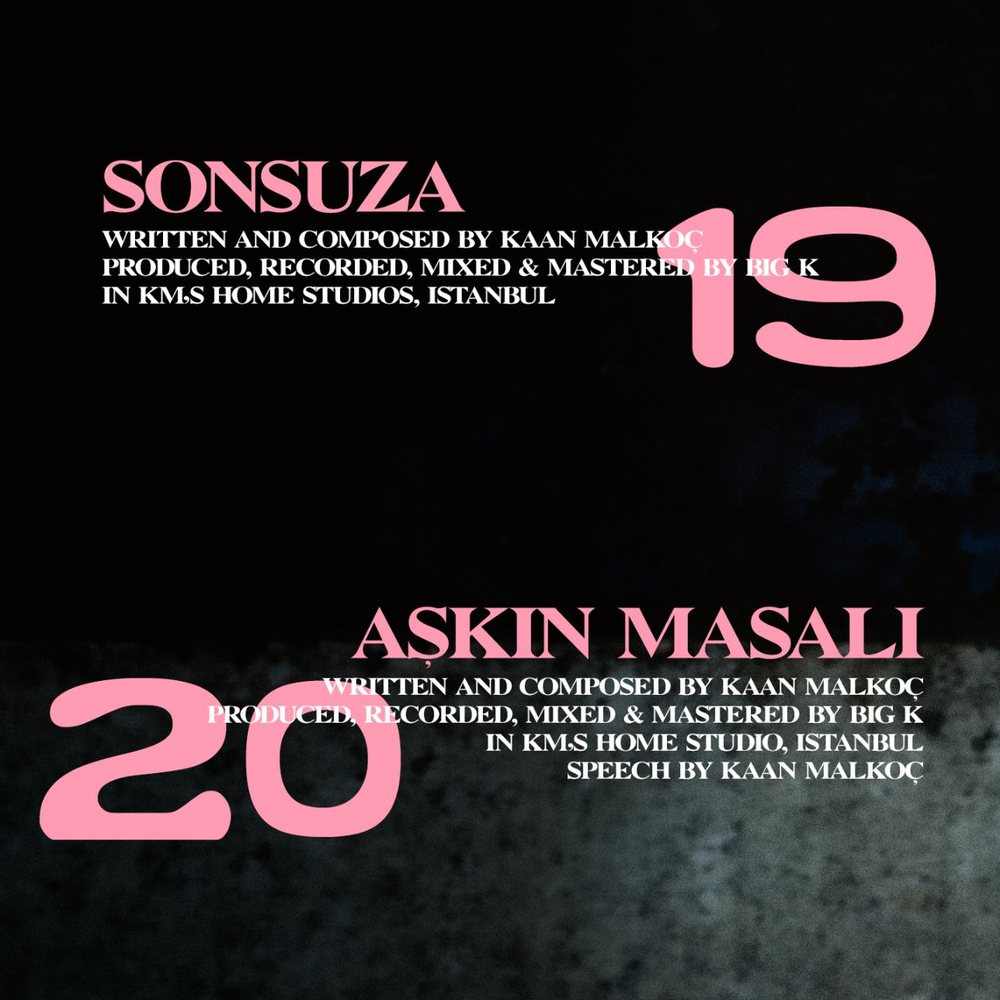 SONSUZA
WRITTEN AND COMPOSED BY KAAN MALKOÇ
PRODUCED, RECORDED, MIXED & MASTERED BY BIG K
IN KM,S HOME STUDIOS, ISTANBUL
19
AŞKIN MASALI
WRITTEN AND COMPOSED BY KAAN MALKOÇ
PRODUCED, RECORDED, MIXED & MASTERED BY BIG K
IN KM,S HOME STUDIO, ISTANBUL
SPEECH BY KAAN MALKOÇ
20